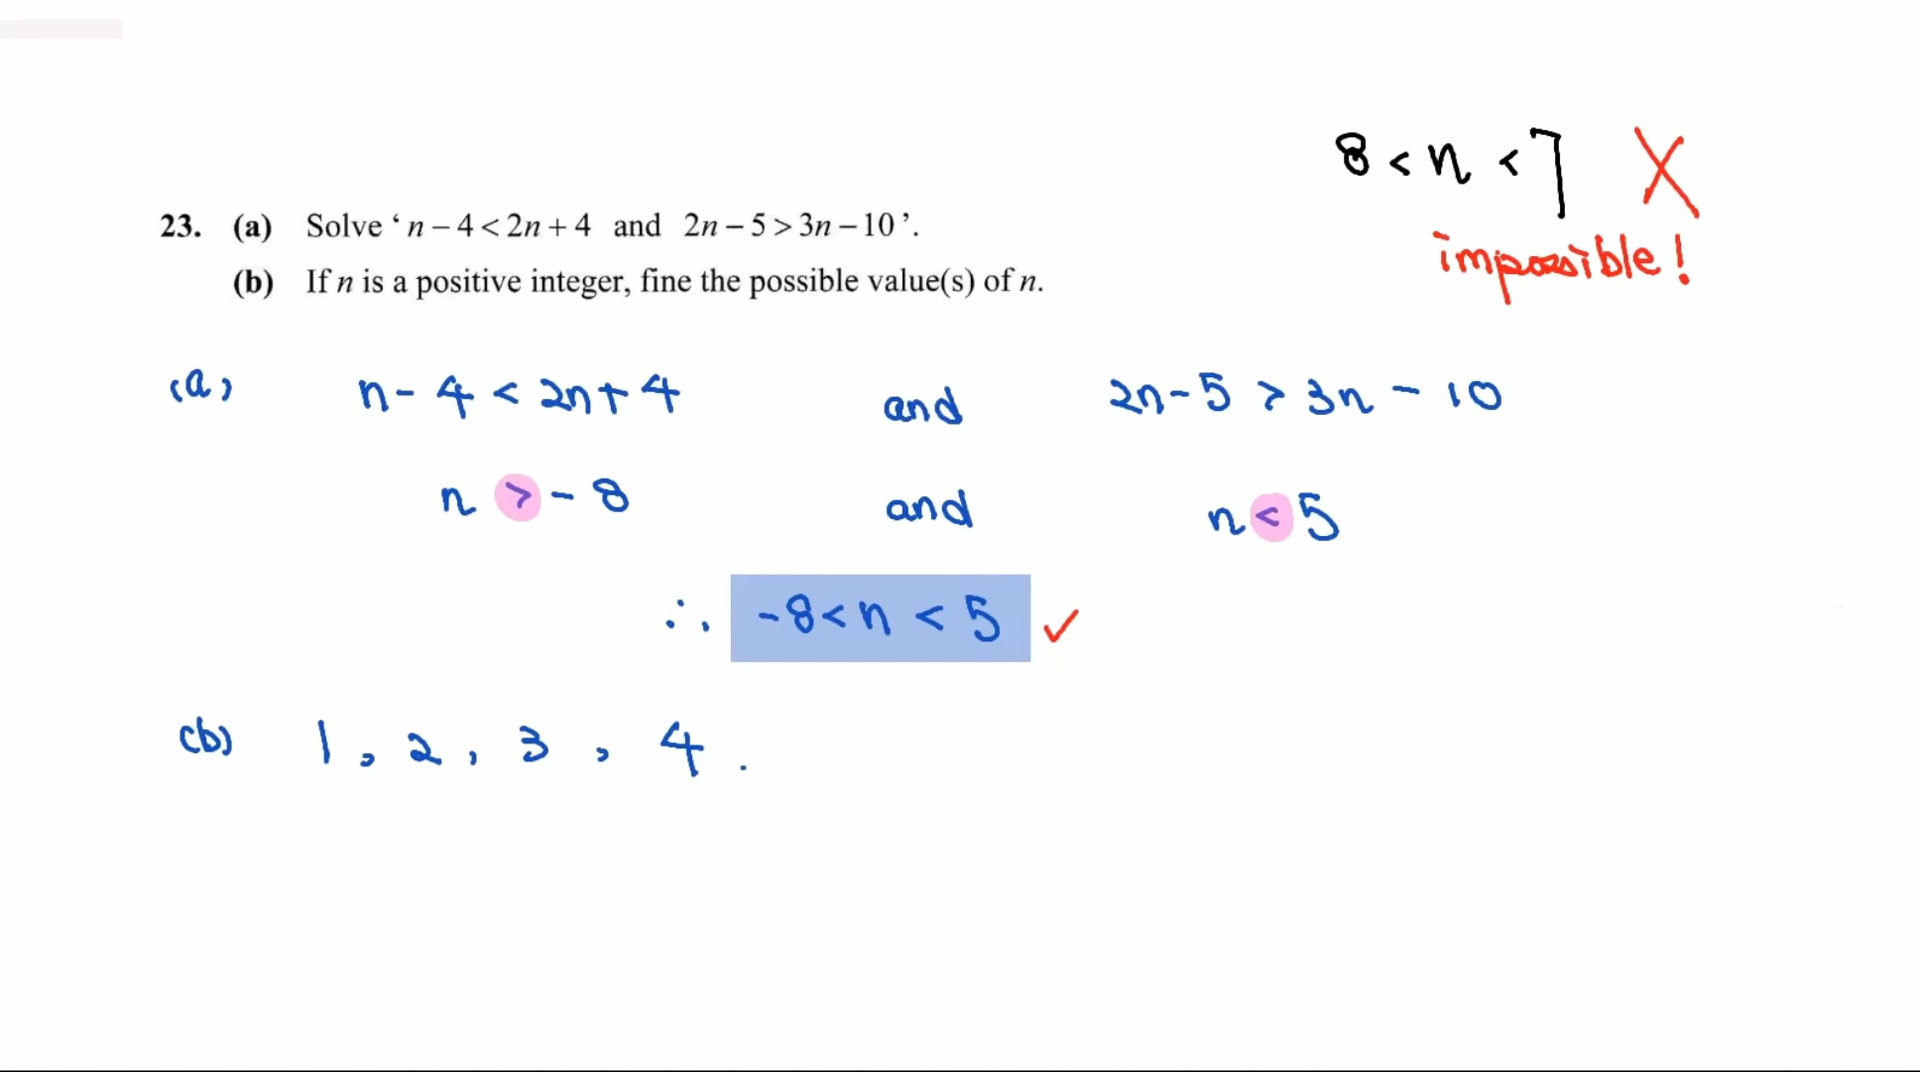 8 < n < 7 X
impossible!
23. (a) Solve ‘ n – 4 < 2n + 4 and 2n – 5 > 3n – 10 ’.
(b) If n is a positive integer, fine the possible value(s) of n.
(a) n - 4 < 2n + 4 and 2n - 5 > 3n - 10
n > - 8 and n < 5
∴ -8 < n < 5 ✓
(b) 1 , 2 , 3 , 4 .